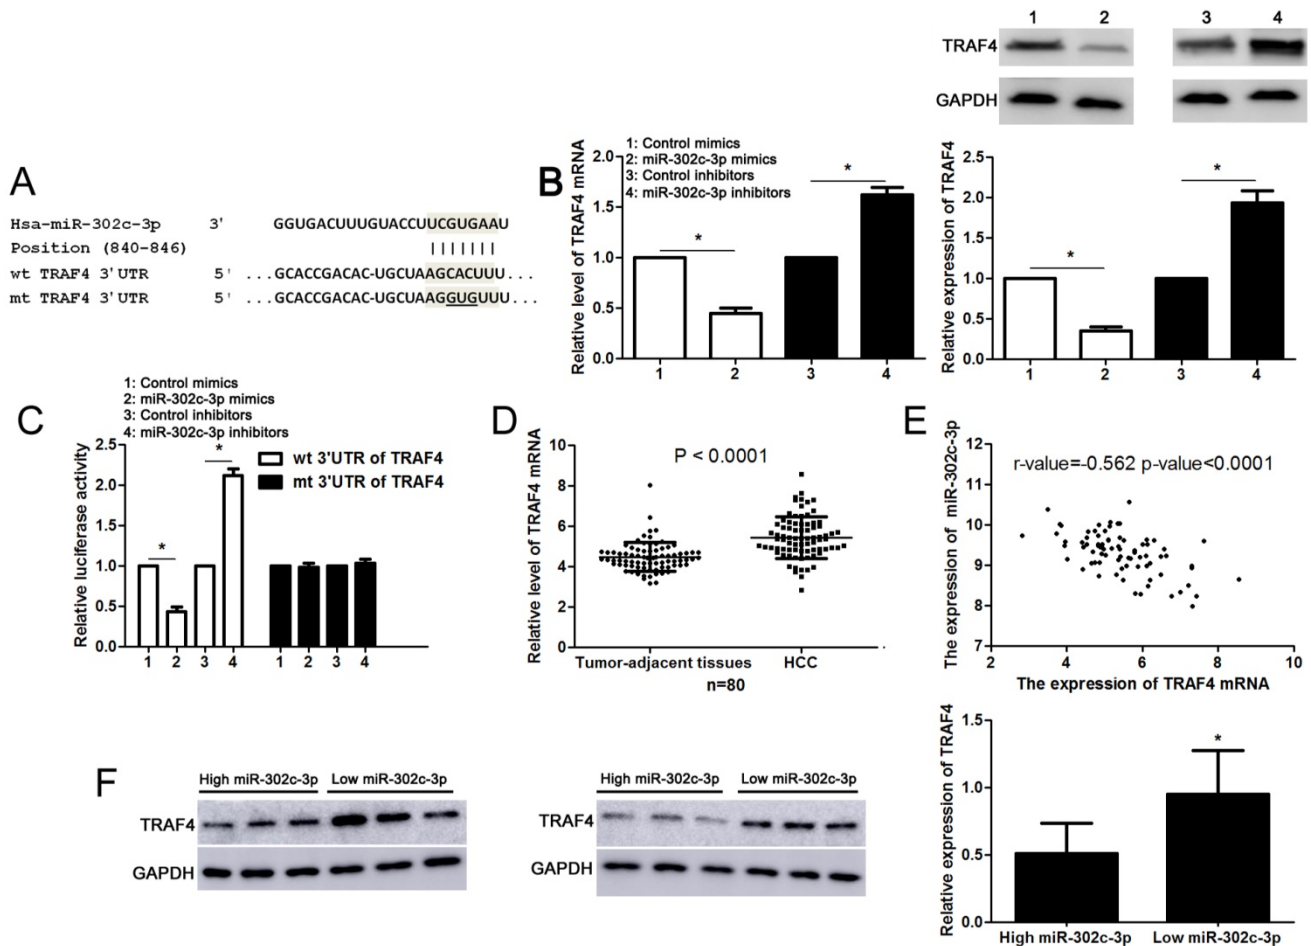 A
Hsa-miR-302c-3p 3' GGUGACUUUGUACCUUCGUGAAU
Position (840-846) | | | | | | |
wt TRAF4 3'UTR 5' ...GCACCGACAC-UGCUAAGCACUUU...
mt TRAF4 3'UTR 5' ...GCACCGACAC-UGCUAAGGUGUUU...
B
1: Control mimics
2: miR-302c-3p mimics
3: Control inhibitors
4: miR-302c-3p inhibitors
Relative level of TRAF4 mRNA
2.0
1.5
1.0
0.5
0.0
* *
1 2 3 4
1 2 3 4
TRAF4
GAPDH
Relative expression of TRAF4
2.5
2.0
1.5
1.0
0.5
0.0
* *
1 2 3 4
C
1: Control mimics
2: miR-302c-3p mimics
3: Control inhibitors
4: miR-302c-3p inhibitors
Relative luciferase activity
2.5
2.0
1.5
1.0
0.5
0.0
* *
wt 3'UTR of TRAF4
mt 3'UTR of TRAF4
1 2 3 4 1 2 3 4
D
Relative level of TRAF4 mRNA
10
8
6
4
2
0
P < 0.0001
Tumor-adjacent tissues HCC
n=80
E
The expression of miR-302c-3p
12
11
10
9
8
7
r-value=-0.562 p-value<0.0001
2 4 6 8 10
The expression of TRAF4 mRNA
F
High miR-302c-3p Low miR-302c-3p
TRAF4
GAPDH
High miR-302c-3p Low miR-302c-3p
TRAF4
GAPDH
Relative expression of TRAF4
1.5
1.0
0.5
0.0
*
High miR-302c-3p Low miR-302c-3p